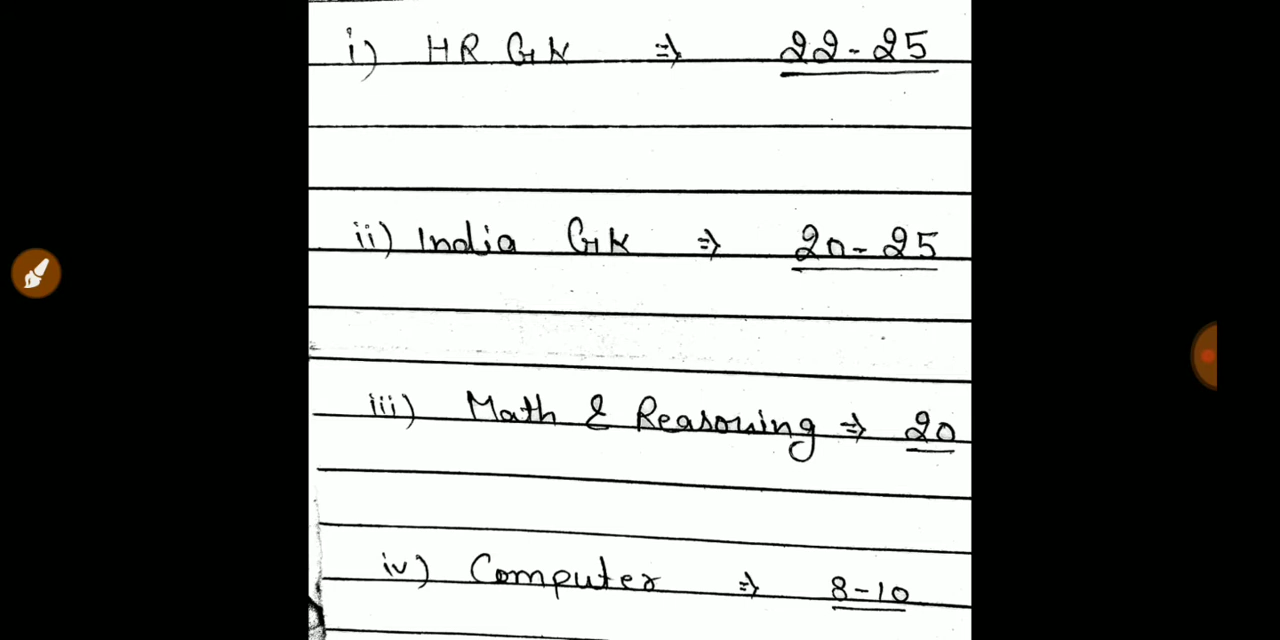 i) HR GK ⇒ 22-25
ii) India GK ⇒ 20-25
iii) Math & Reasoning ⇒ 20
iv) Computer ⇒ 8-10